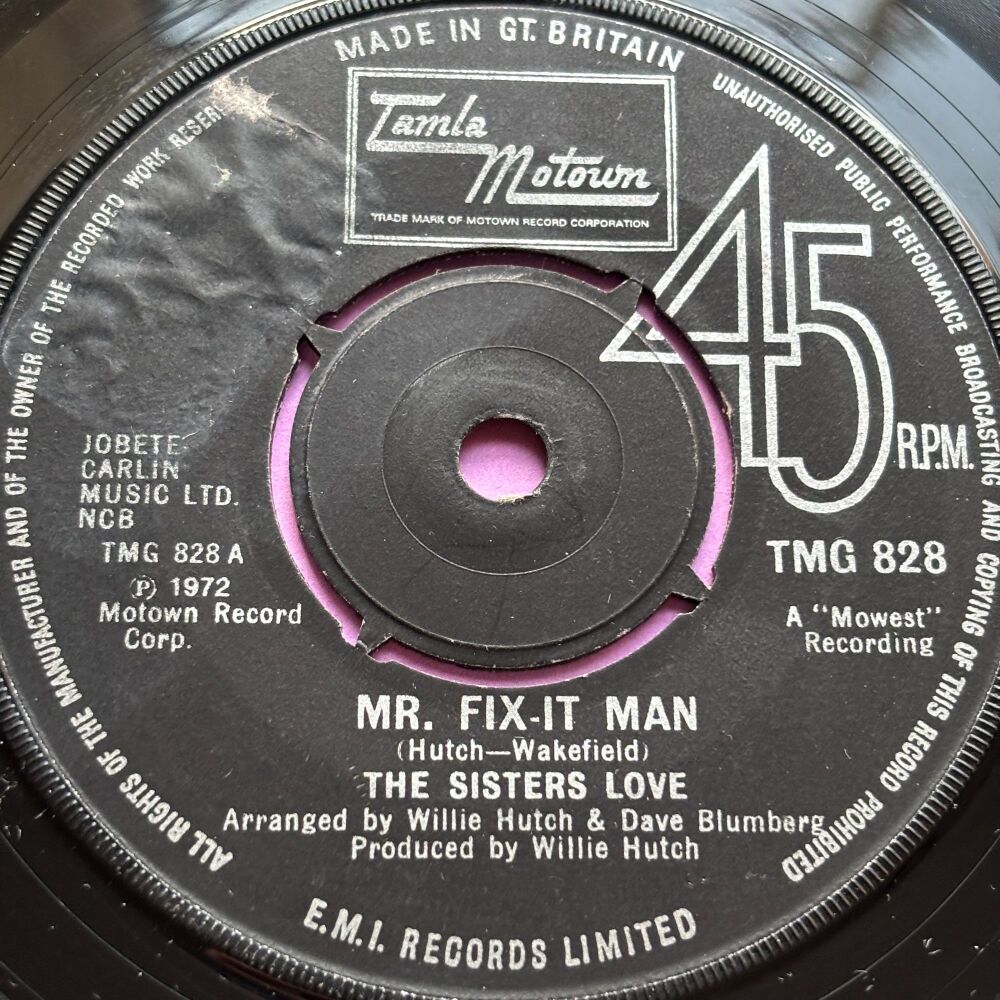 MADE IN GT. BRITAIN
UNAUTHORISED PUBLIC PERFORMANCE BROADCASTING AND COPYING OF THIS RECORD PROHIBITED
ALL RIGHTS OF THE MANUFACTURER AND OF THE OWNER OF THE RECORDED WORK RESER
Tamla
Motown
TRADE MARK OF MOTOWN RECORD CORPORATION
45
R.P.M.
JOBETE
CARLIN
MUSIC LTD.
NCB
TMG 828 A
Ⓟ 1972
Motown Record
Corp.
TMG 828
A "Mowest"
Recording
MR. FIX-IT MAN
(Hutch—Wakefield)
THE SISTERS LOVE
Arranged by Willie Hutch & Dave Blumberg
Produced by Willie Hutch
E.M.I. RECORDS LIMITED